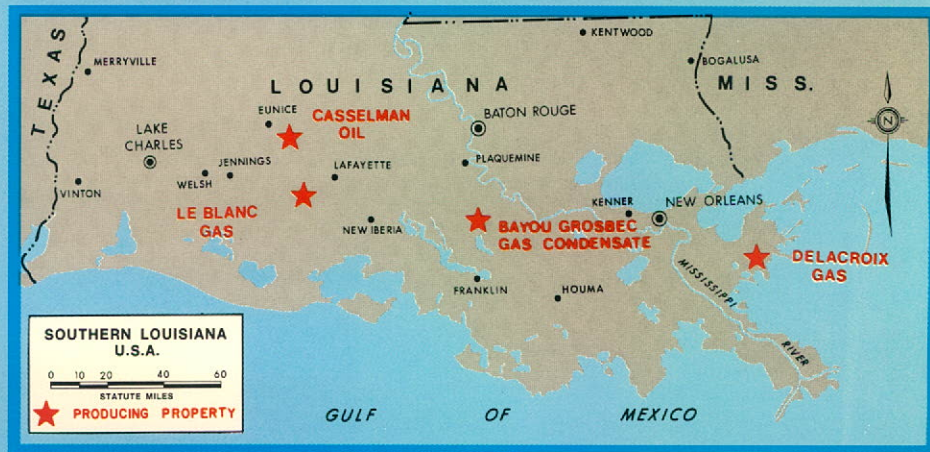 TEXAS
LOUISIANA
MISS.
KENTWOOD
BOGALUSA
MERRYVILLE
EUNICE
CASSELMAN
OIL
BATON ROUGE
N
LAKE
CHARLES
JENNINGS
LAFAYETTE
PLAQUEMINE
WELSH
VINTON
LE BLANC
GAS
NEW IBERIA
KENNER
NEW ORLEANS
BAYOU GROSBEC
GAS CONDENSATE
DELACROIX
GAS
FRANKLIN
HOUMA
MISSISSIPPI
RIVER
SOUTHERN LOUISIANA
U.S.A.
0 10 20 40 60
STATUTE MILES
PRODUCING PROPERTY
GULF OF MEXICO